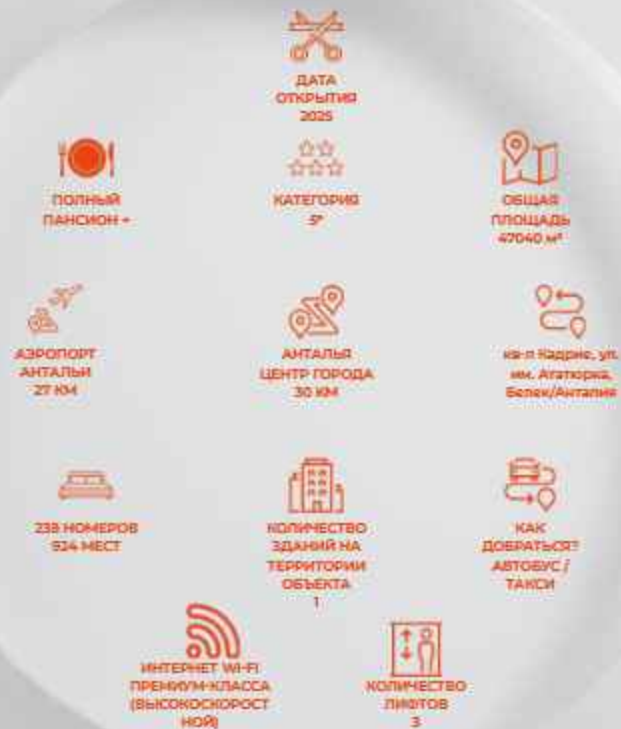 ДАТА
ОТКРЫТИЯ
2025
ПОЛНЫЙ
ПАНСИОН +
КАТЕГОРИЯ
5*
ОБЩАЯ
ПЛОЩАДЬ
47040 м²
АЭРОПОРТ
АНТАЛЬИ
27 КМ
АНТАЛЬЯ
ЦЕНТР ГОРОДА
30 КМ
кв-л Кадрие, ул.
им. Ататюрка,
Белек/Анталия
238 НОМЕРОВ
924 МЕСТ
КОЛИЧЕСТВО
ЗДАНИЙ НА
ТЕРРИТОРИИ
ОБЪЕКТА
1
КАК
ДОБРАТЬСЯ?
АВТОБУС /
ТАКСИ
ИНТЕРНЕТ WI-FI
ПРЕМИУМ-КЛАССА
(ВЫСОКОСКОРОСТ
НОЙ)
КОЛИЧЕСТВО
ЛИФТОВ
3